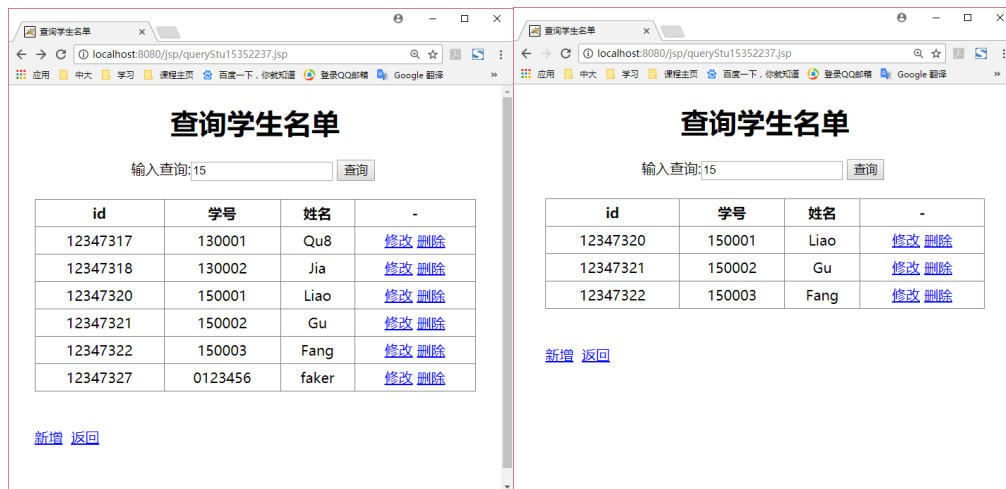 查询学生名单
localhost:8080/jsp/queryStu15352237.jsp
应用 中大 学习 课程主页 百度一下，你就知道 登录QQ邮箱 Google 翻译 »
查询学生名单
输入查询:15 查询
id 学号 姓名 -
12347317 130001 Qu8 修改 删除
12347318 130002 Jia 修改 删除
12347320 150001 Liao 修改 删除
12347321 150002 Gu 修改 删除
12347322 150003 Fang 修改 删除
12347327 0123456 faker 修改 删除
新增 返回
查询学生名单
localhost:8080/jsp/queryStu15352237.jsp
应用 中大 学习 课程主页 百度一下，你就知道 登录QQ邮箱 Google 翻译 »
查询学生名单
输入查询:15 查询
id 学号 姓名 -
12347320 150001 Liao 修改 删除
12347321 150002 Gu 修改 删除
12347322 150003 Fang 修改 删除
新增 返回